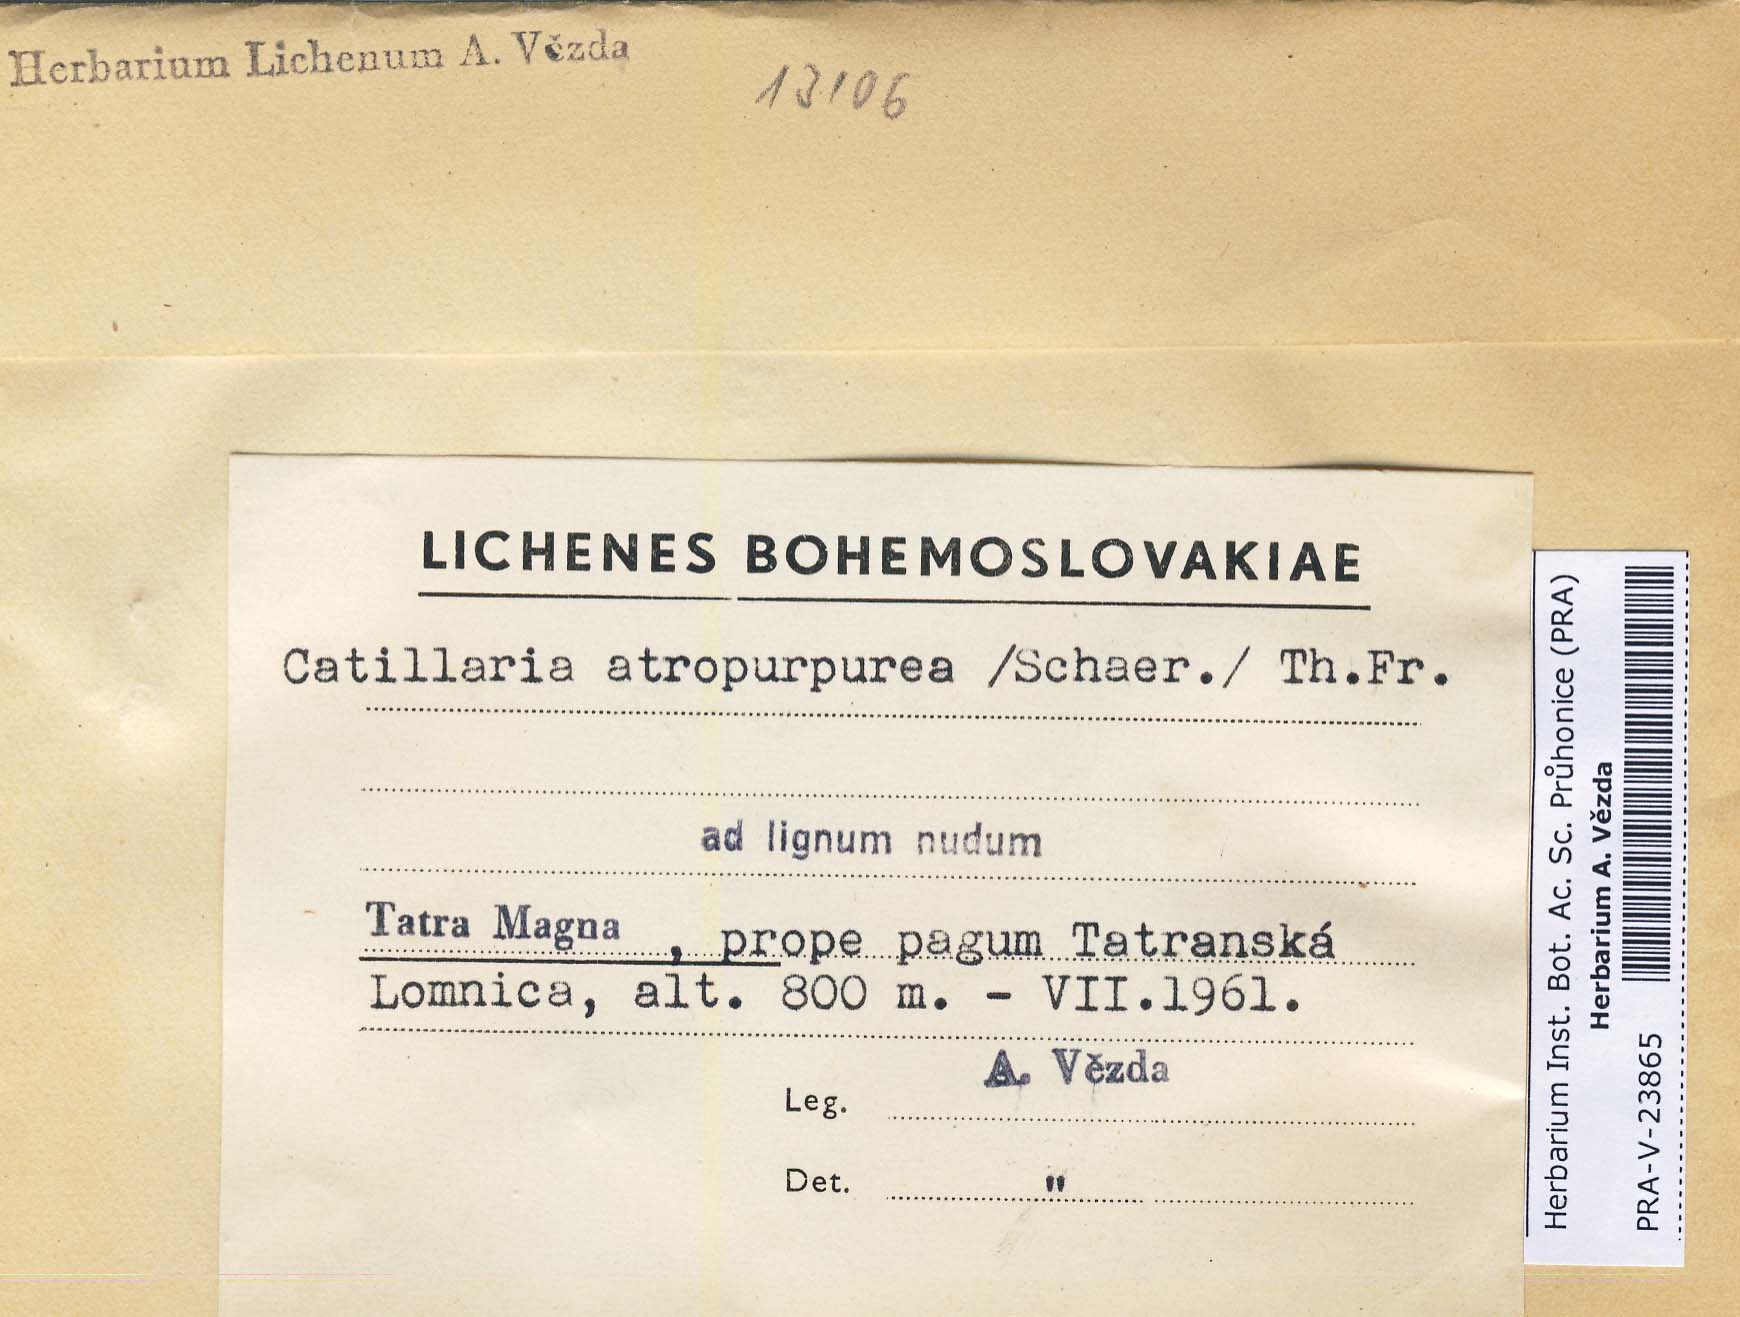 Herbarium Lichenum A. Vězda
13106
LICHENES BOHEMOSLOVAKIAE
Catillaria atropurpurea /Schaer./ Th.Fr.
ad lignum nudum
Tatra Magna , prope pagum Tatranská
Lomnica, alt. 800 m. - VII.1961.
Leg. A. Vězda
Det. "
Herbarium Inst. Bot. Ac. Sc. Průhonice (PRA)
Herbarium A. Vězda
PRA-V-23865